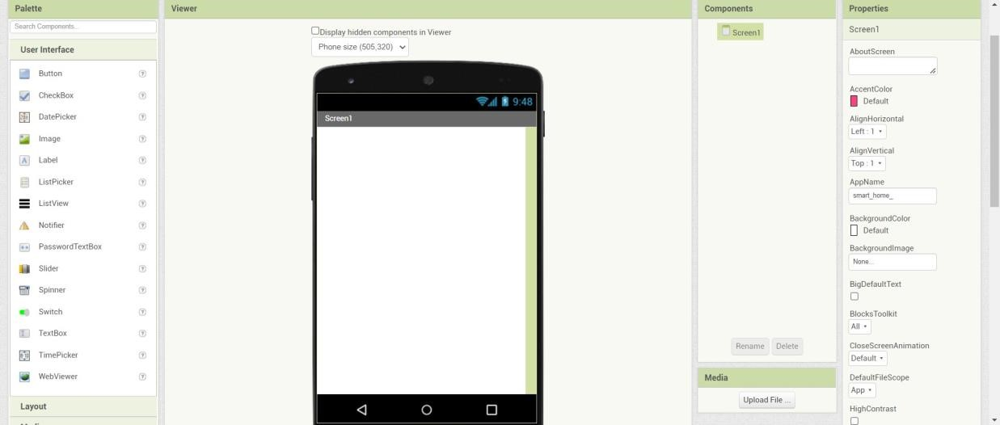 Palette
Search Components...
User Interface
Button
CheckBox
DatePicker
Image
Label
ListPicker
ListView
Notifier
PasswordTextBox
Slider
Spinner
Switch
TextBox
TimePicker
WebViewer
Layout
Viewer
Display hidden components in Viewer
Phone size (505,320)
9:48
Screen1
Components
Screen1
Rename Delete
Media
Upload File ...
Properties
Screen1
AboutScreen
AccentColor
Default
AlignHorizontal
Left : 1
AlignVertical
Top : 1
AppName
smart_home_
BackgroundColor
Default
BackgroundImage
None...
BigDefaultText
BlocksToolkit
All
CloseScreenAnimation
Default
DefaultFileScope
App
HighContrast